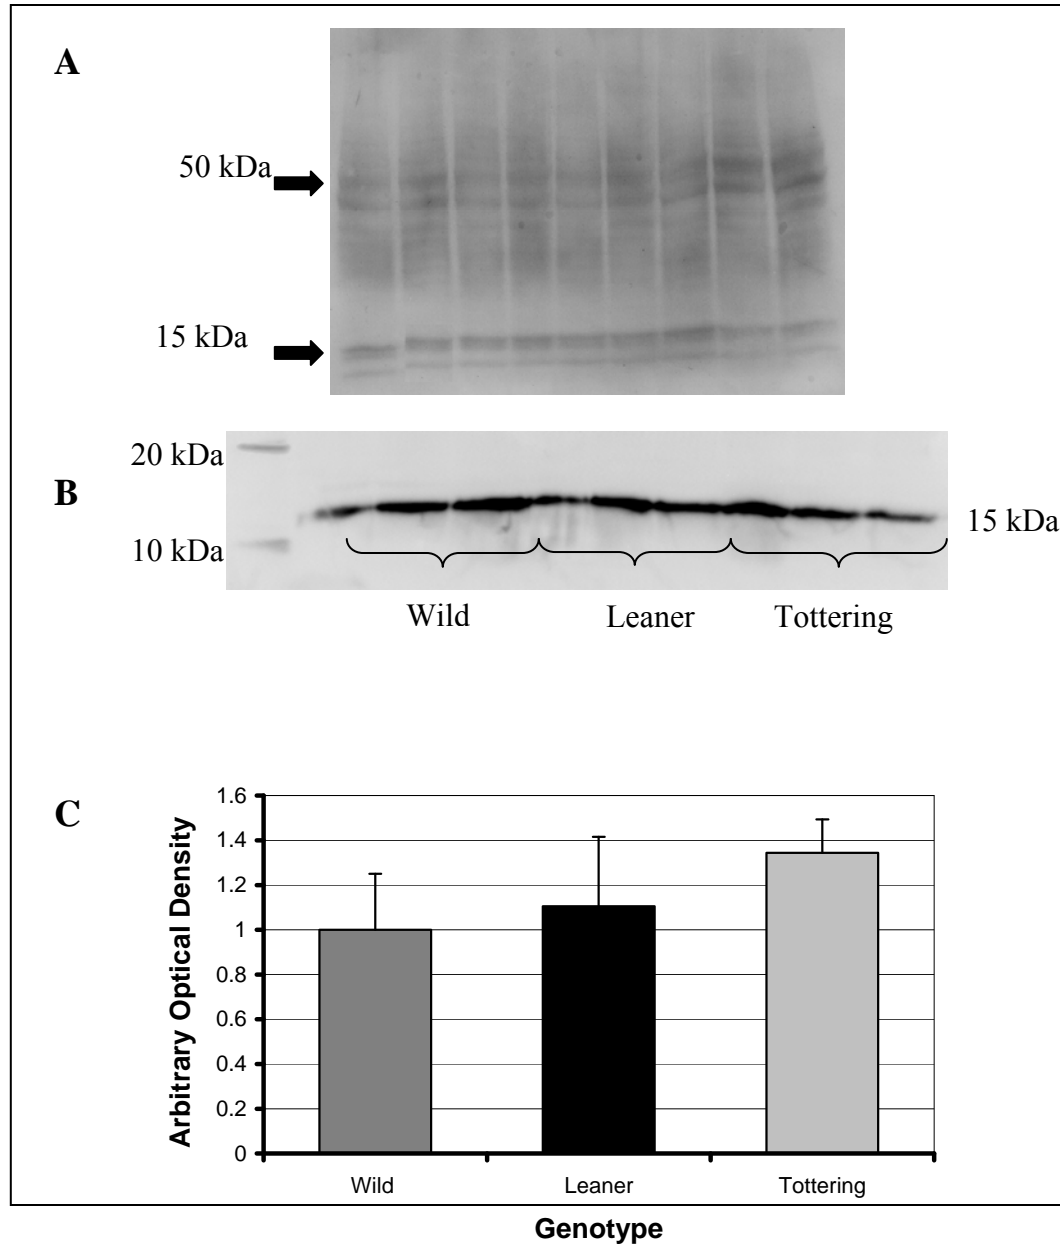 A
50 kDa
15 kDa
20 kDa
B
10 kDa
15 kDa
Wild
Leaner
Tottering
C
Arbitrary Optical Density
1.6
1.4
1.2
1
0.8
0.6
0.4
0.2
0
Wild
Leaner
Tottering
Genotype